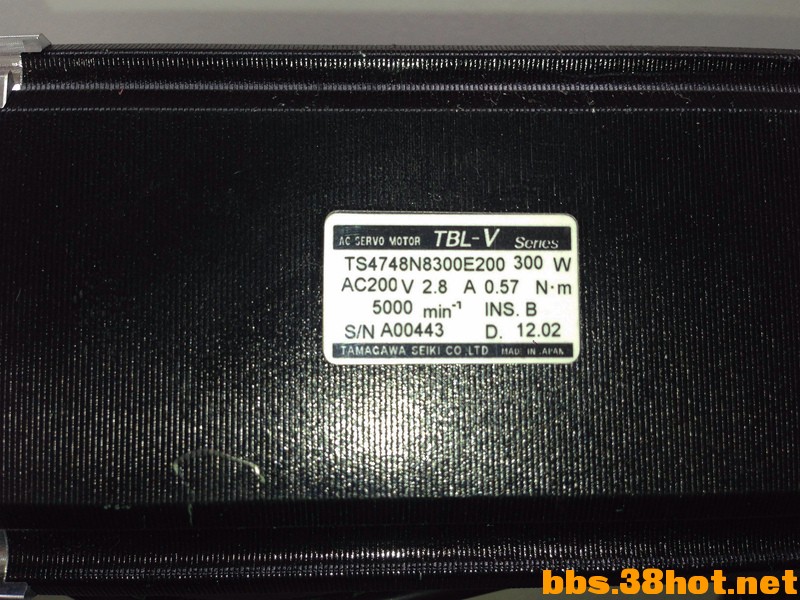 AC SERVO MOTOR TBL-V Series
TS4748N8300E200 300 W
AC200V 2.8 A 0.57 N·m
5000 min⁻¹ INS. B
S/N A00443 D. 12.02
TAMAGAWA SEIKI CO.,LTD MADE IN JAPAN
bbs.38hot.net